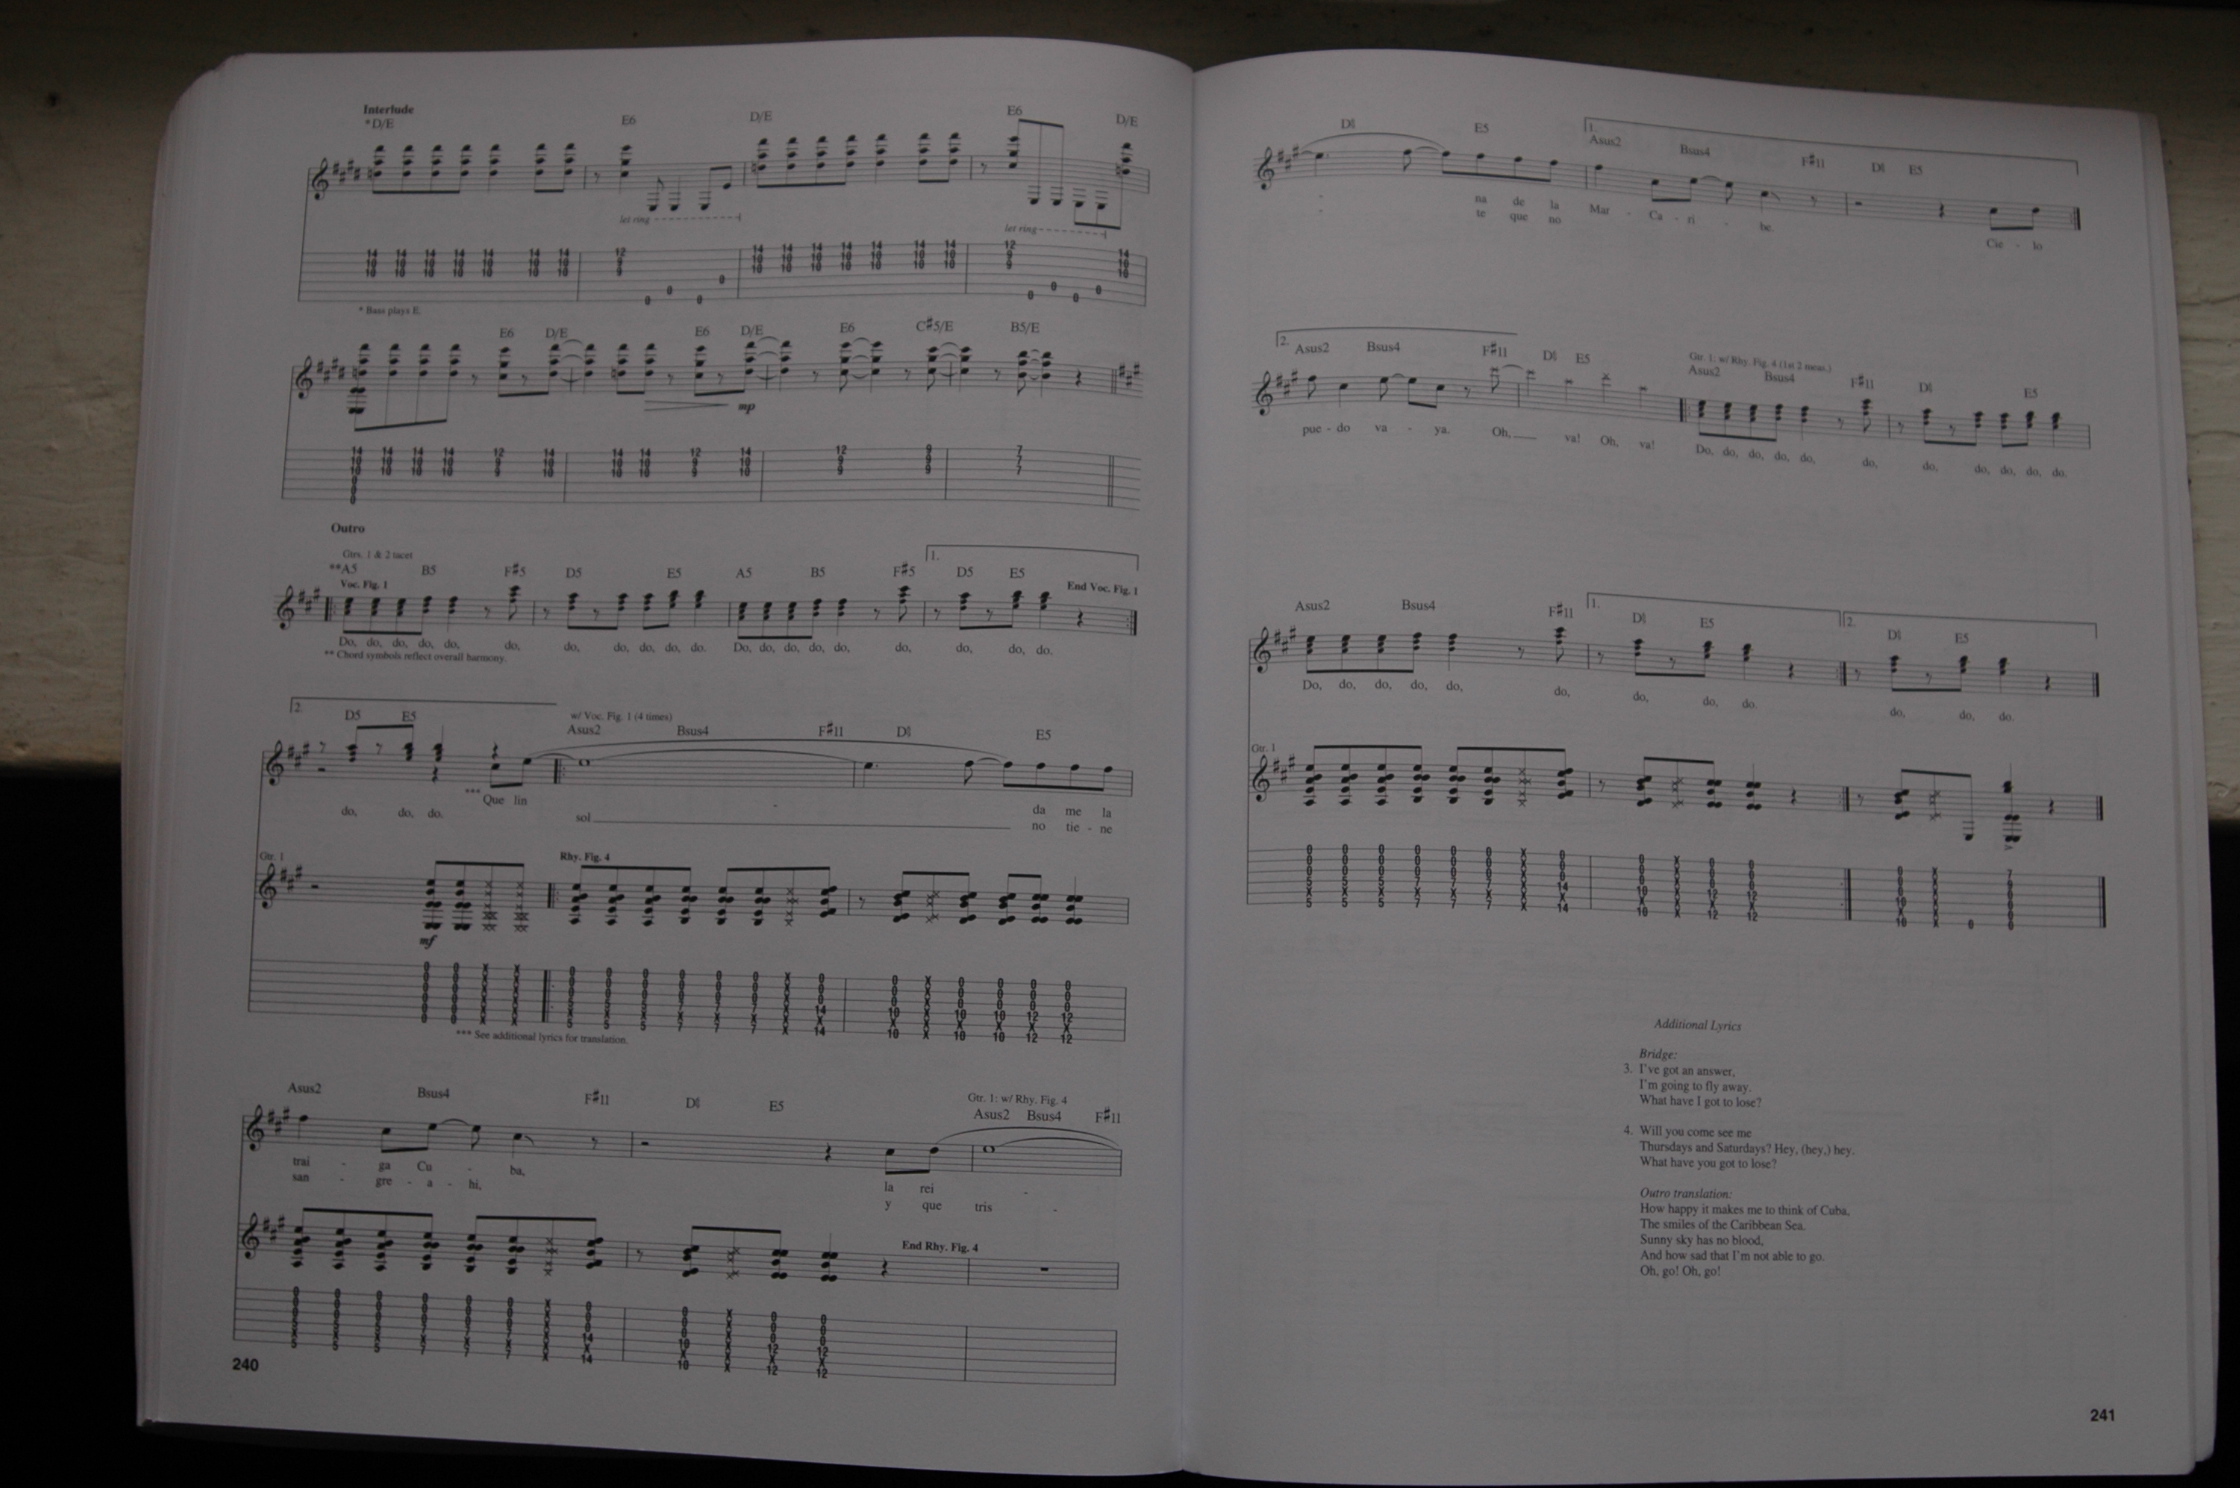 Interlude
*D/E E6 D/E E6 D/E
let ring
let ring
* Bass plays E.
E6 D/E E6 D/E E6 C#5/E B5/E
mp
Outro
Gtrs. 1 & 2 tacet
**A5 B5 F#5 D5 E5 A5 B5 F#5 1. D5 E5
Voc. Fig. 1 End Voc. Fig. 1
Do, do, do, do, do, do, do, do, do, do, do. Do, do, do, do, do, do, do, do, do.
** Chord symbols reflect overall harmony.
2. D5 E5 w/ Voc. Fig. 1 (4 times)
Asus2 Bsus4 F#11 E5
*** Que lin - da me la
do, do, do. sol no tie - ne
Gtr. 1 Rhy. Fig. 4
mf
*** See additional lyrics for translation.
Asus2 Bsus4 F#11 E5 Gtr. 1: w/ Rhy. Fig. 4
Asus2 Bsus4 F#11
trai - ga Cu - ba, la rei -
san - gre - a - hi, y que tris -
End Rhy. Fig. 4
240
E5 1. Asus2 Bsus4 F#11 E5
- na de la Mar - Ca - ri - be. Cie - lo
- te que no
2. Asus2 Bsus4 F#11 E5 Gtr. 1: w/ Rhy. Fig. 4 (1st 2 meas.)
Asus2 Bsus4 F#11 E5
pue - do va - ya. Oh, va! Oh, va! Do, do, do, do, do, do, do, do, do, do, do.
Asus2 Bsus4 F#11 1. E5 2. E5
Do, do, do, do, do, do, do, do, do. do, do, do.
Gtr. 1
Additional Lyrics
Bridge:
3. I've got an answer,
I'm going to fly away.
What have I got to lose?
4. Will you come see me
Thursdays and Saturdays? Hey, (hey,) hey.
What have you got to lose?
Outro translation:
How happy it makes me to think of Cuba,
The smiles of the Caribbean Sea.
Sunny sky has no blood,
And how sad that I'm not able to go.
Oh, go! Oh, go!
241